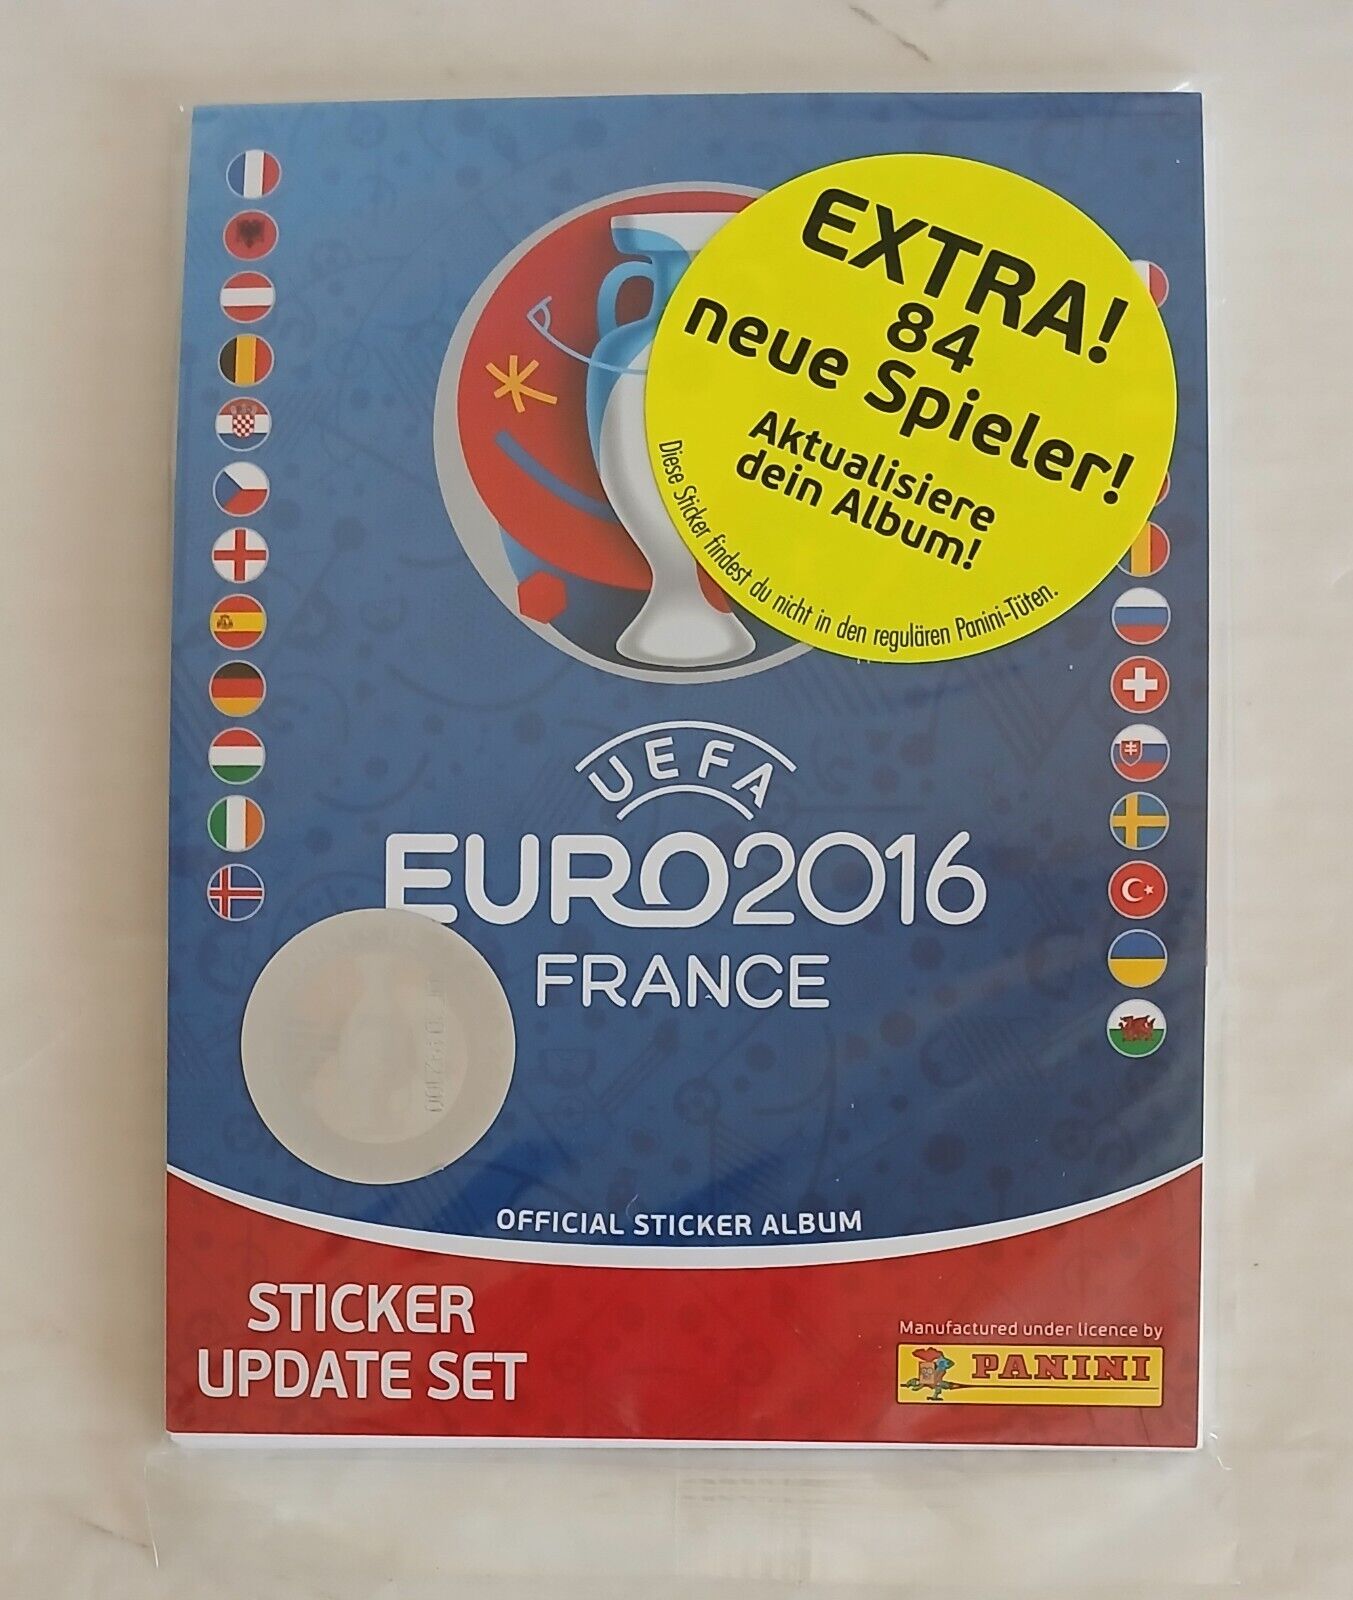 EXTRA!
84
neue Spieler!
Aktualisiere
dein Album!
Diese Sticker findest du nicht in den regulären Panini-Tüten.
UEFA
EURO2016
FRANCE
OFFICIAL STICKER ALBUM
STICKER
UPDATE SET
Manufactured under licence by
PANINI